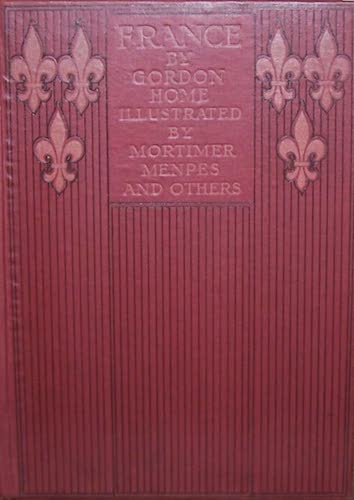 FRANCE
BY
GORDON
HOME
ILLUSTRATED
BY
MORTIMER
MENPES
AND OTHERS